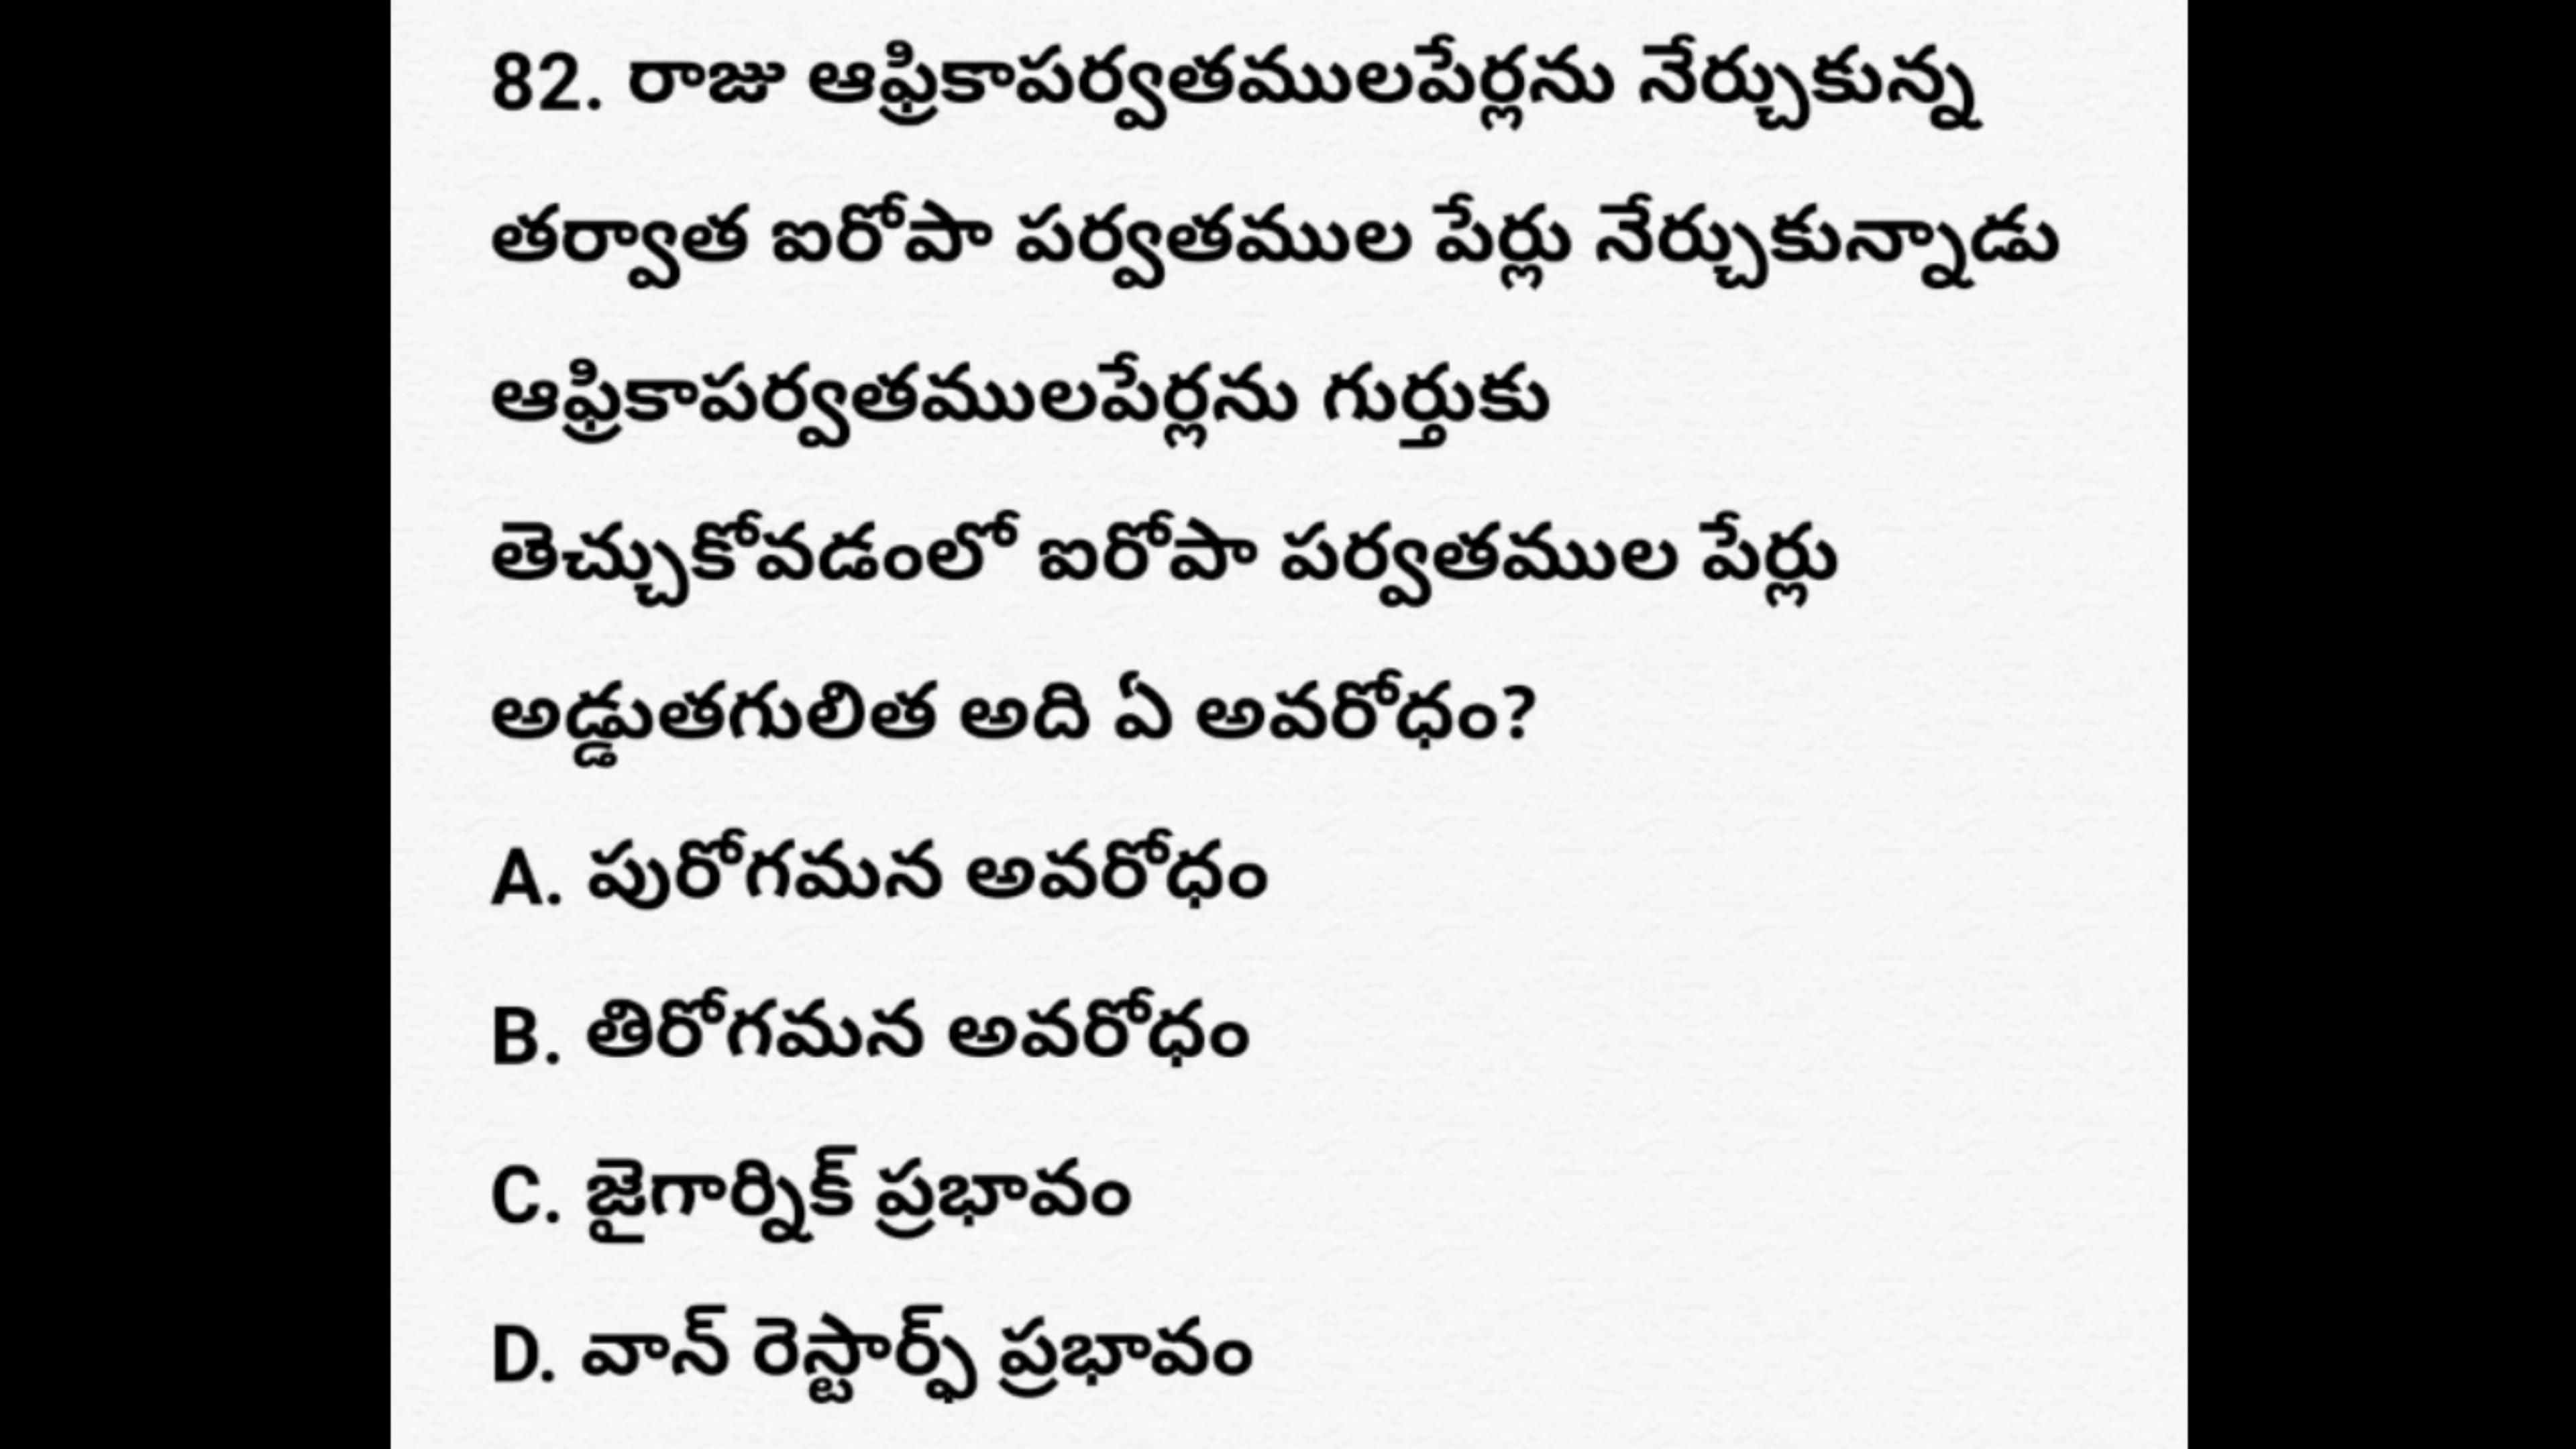 82. రాజు ఆఫ్రికాపర్వతములపేర్లను నేర్చుకున్న
తర్వాత ఐరోపా పర్వతముల పేర్లు నేర్చుకున్నాడు
ఆఫ్రికాపర్వతములపేర్లను గుర్తుకు
తెచ్చుకోవడంలో ఐరోపా పర్వతముల పేర్లు
అడ్డుతగులిత అది ఏ అవరోధం?
A. పురోగమన అవరోధం
B. తిరోగమన అవరోధం
C. జైగార్నిక్ ప్రభావం
D. వాన్ రెస్టార్ఫ్ ప్రభావం